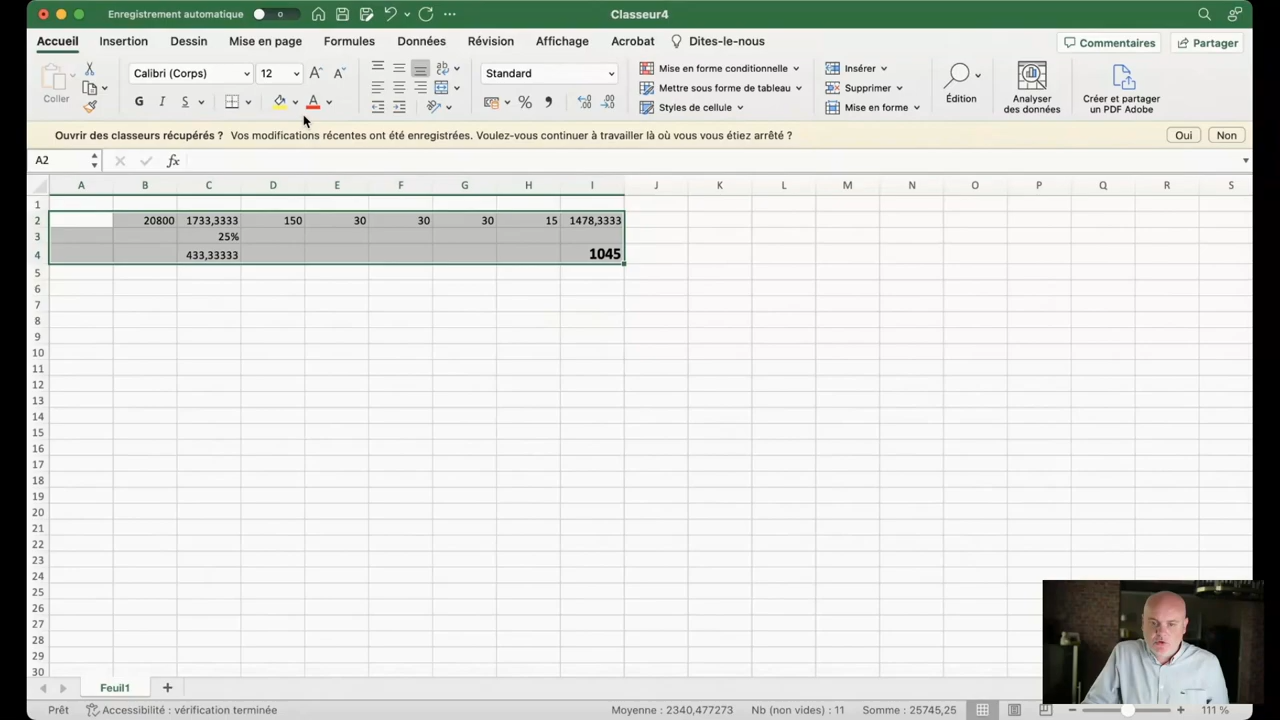 Enregistrement automatique
Classeur4
Accueil Insertion Dessin Mise en page Formules Données Révision Affichage Acrobat Dites-le-nous Commentaires Partager
Coller
Calibri (Corps) 12
G I S
Standard
Mise en forme conditionnelle
Mettre sous forme de tableau
Styles de cellule
Insérer
Supprimer
Mise en forme
Édition
Analyser
des données
Créer et partager
un PDF Adobe
Ouvrir des classeurs récupérés ? Vos modifications récentes ont été enregistrées. Voulez-vous continuer à travailler là où vous vous étiez arrêté ? Oui Non
A2 fx
A B C D E F G H I J K L M N O P Q R S
1
2 20800 1733,3333 150 30 30 30 15 1478,3333
3 25%
4 433,33333 1045
5
6
7
8
9
10
11
12
13
14
15
16
17
18
19
20
21
22
23
24
25
26
27
28
29
30
Feuil1
Prêt Accessibilité : vérification terminée Moyenne : 2340,477273 Nb (non vides) : 11 Somme : 25745,25 111 %